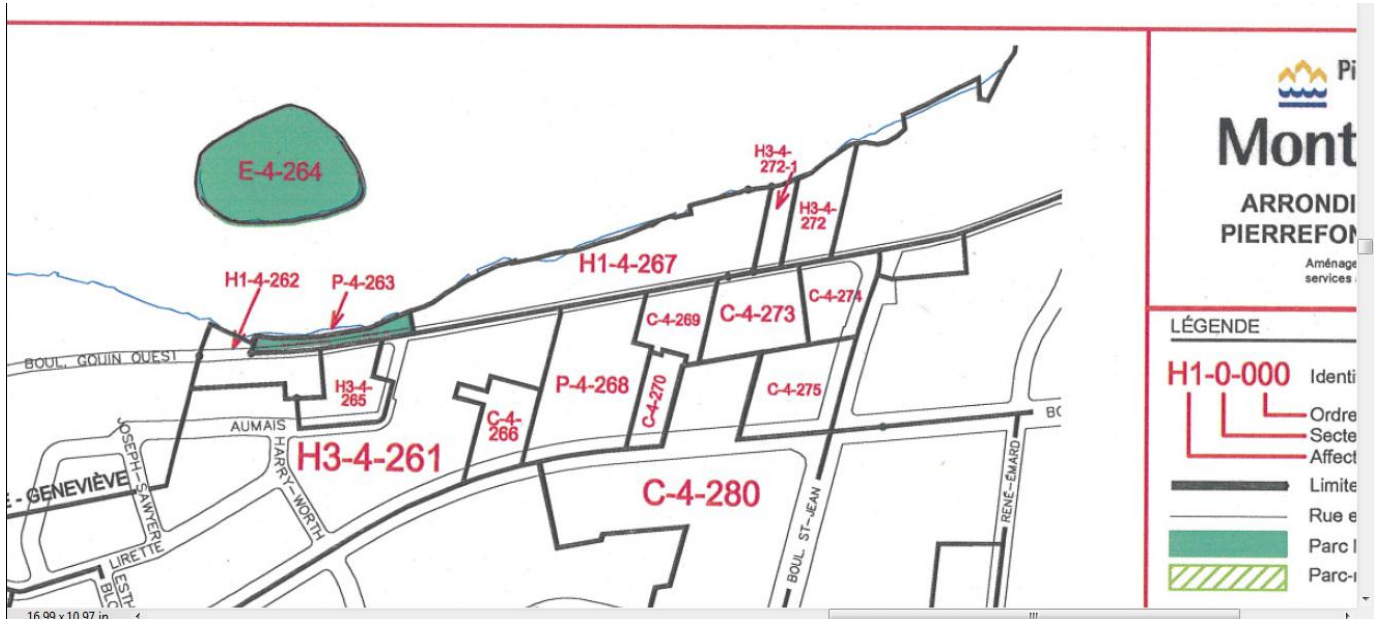 E-4-264
H3-4-
272-1
H3-4-
272
H1-4-267
H1-4-262
P-4-263
C-4-274
C-4-273
C-4-269
BOUL. GOUIN OUEST
H3-4-
265
P-4-268
C-4-270
C-4-275
C-4-
266
AUMAIS
JOSEPH-SAWYER
HARRY-WORTH
H3-4-261
E-GENEVIÈVE
C-4-280
BO
BOUL. ST-JEAN
RENÉ-ÉMARD
LIRETTE
ESTH
BLO
Pi
Mont
ARRONDI
PIERREFON
Aménage
services
LÉGENDE
H1-0-000 Identi
Ordre
Secte
Affect
Limite
Rue e
Parc l
Parc-r
16,99 x 10,97 in